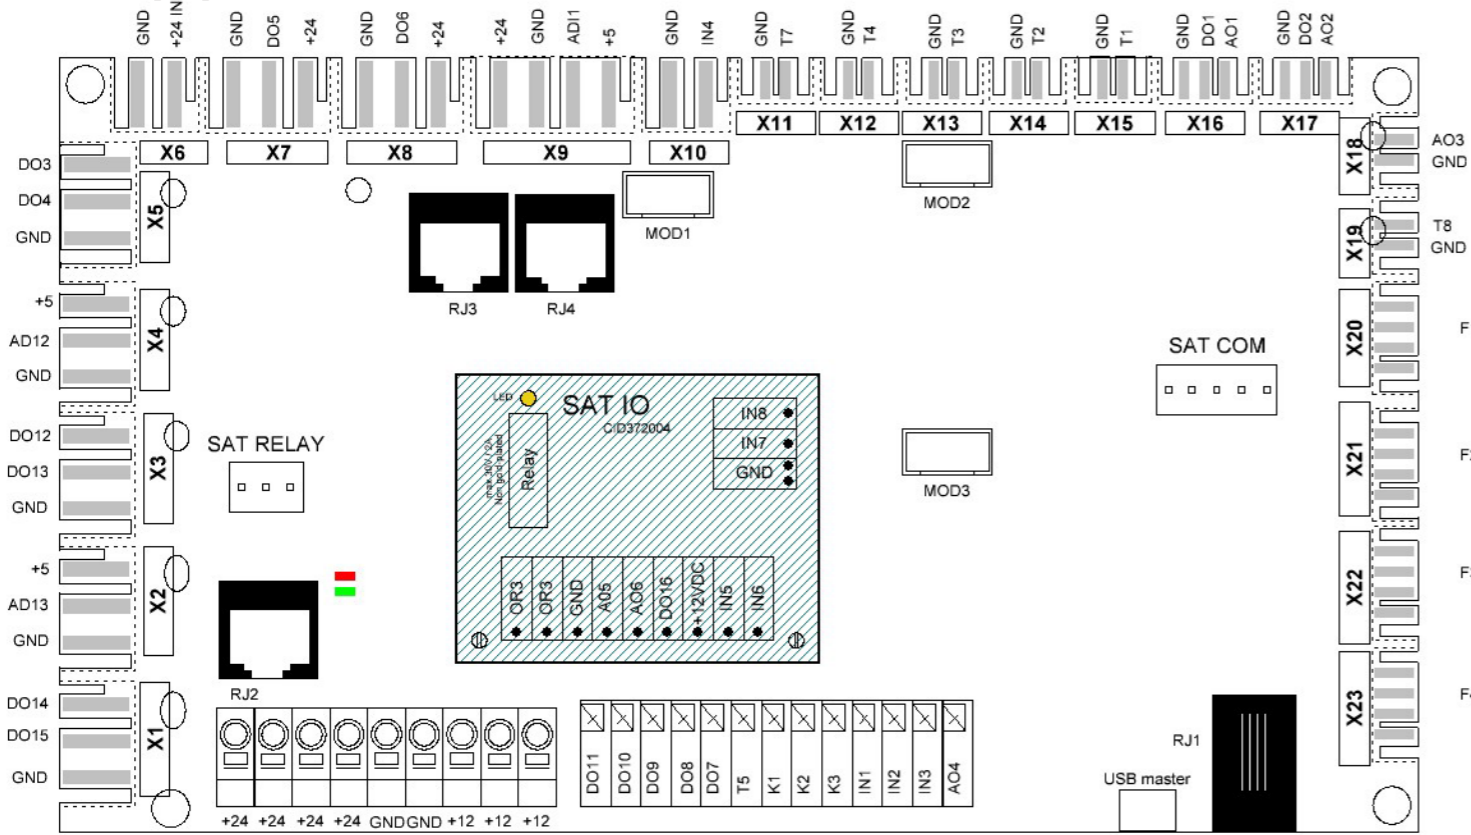 GND +24 IN GND DO5 +24 GND DO6 +24 +24 GND ADI1 +5 GND IN4 GND T7 GND T4 GND T3 GND T2 GND T1 GND DO1 AO1 GND DO2 AO2
X11 X12 X13 X14 X15 X16 X17
X6 X7 X8 X9 X10
X18 AO3
GND
DO3
DO4
GND
X5
MOD1
MOD2
X19 T8
GND
RJ3 RJ4
+5
AD12
GND
X4
X20 F
SAT COM
DO12
DO13
GND
X3
SAT RELAY
LED SAT IO
CID372004
Relay
IN8
IN7
GND
MOD3
X21
+5
AD13
GND
X2
OR3 OR3 GND A05 AO6 DO16 +12VDC IN5 IN6
X22
RJ2
DO14
DO15
GND
X1
X23
RJ1
USB master
DO11 DO10 DO9 DO8 DO7 T5 K1 K2 K3 IN1 IN2 IN3 AO4
+24 +24 +24 +24 GND GND +12 +12 +12